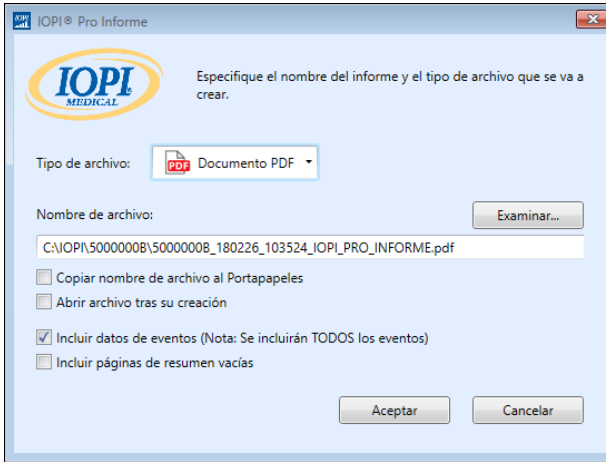 IOPI® Pro Informe
IOPI
MEDICAL
Especifique el nombre del informe y el tipo de archivo que se va a
crear.
Tipo de archivo:
PDF
Documento PDF
Nombre de archivo:
Examinar...
C:\IOPI\5000000B\5000000B_180226_103524_IOPI_PRO_INFORME.pdf
Copiar nombre de archivo al Portapapeles
Abrir archivo tras su creación
Incluir datos de eventos (Nota: Se incluirán TODOS los eventos)
Incluir páginas de resumen vacías
Aceptar
Cancelar